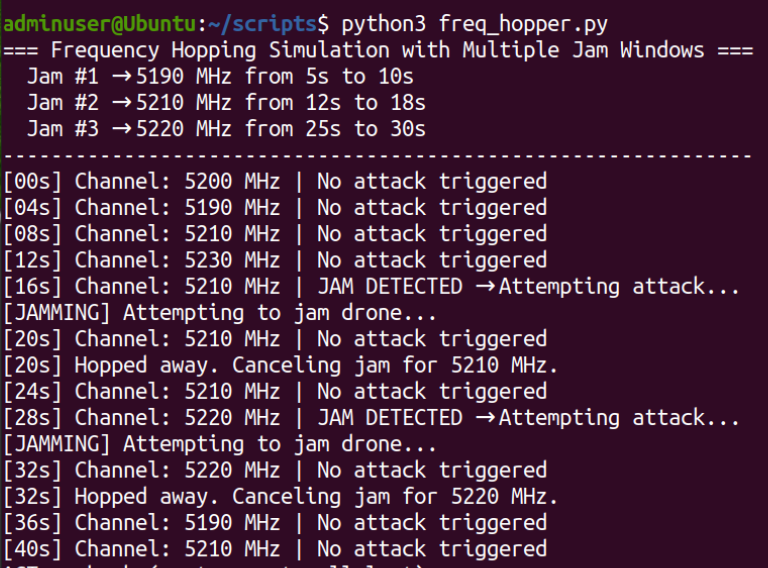 adminuser@Ubuntu:~/scripts$ python3 freq_hopper.py
=== Frequency Hopping Simulation with Multiple Jam Windows ===
Jam #1 →5190 MHz from 5s to 10s
Jam #2 →5210 MHz from 12s to 18s
Jam #3 →5220 MHz from 25s to 30s
--------------------------------------------------------------
[00s] Channel: 5200 MHz | No attack triggered
[04s] Channel: 5190 MHz | No attack triggered
[08s] Channel: 5210 MHz | No attack triggered
[12s] Channel: 5230 MHz | No attack triggered
[16s] Channel: 5210 MHz | JAM DETECTED →Attempting attack...
[JAMMING] Attempting to jam drone...
[20s] Channel: 5210 MHz | No attack triggered
[20s] Hopped away. Canceling jam for 5210 MHz.
[24s] Channel: 5210 MHz | No attack triggered
[28s] Channel: 5220 MHz | JAM DETECTED →Attempting attack...
[JAMMING] Attempting to jam drone...
[32s] Channel: 5220 MHz | No attack triggered
[32s] Hopped away. Canceling jam for 5220 MHz.
[36s] Channel: 5190 MHz | No attack triggered
[40s] Channel: 5210 MHz | No attack triggered